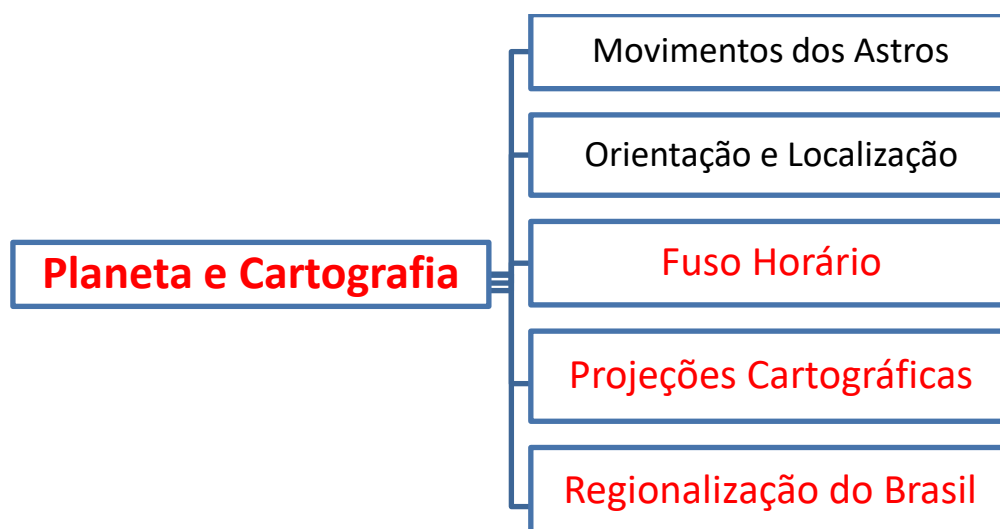 Movimentos dos Astros
Orientação e Localização
Planeta e Cartografia
Fuso Horário
Projeções Cartográficas
Regionalização do Brasil